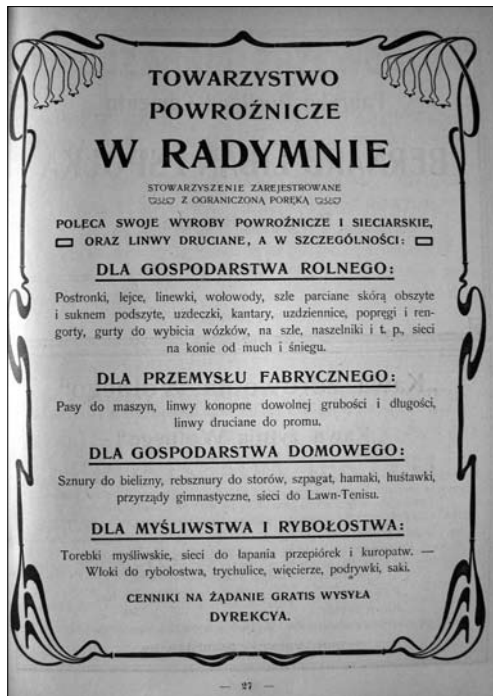 TOWARZYSTWO
POWROŹNICZE
W RADYMNIE
STOWARZYSZENIE ZAREJESTROWANE
Z OGRANICZONĄ PORĘKĄ
POLECA SWOJE WYROBY POWROŹNICZE I SIECIARSKIE,
ORAZ LINWY DRUCIANE, A W SZCZEGÓLNOŚCI:
DLA GOSPODARSTWA ROLNEGO:
Postronki, lejce, linewki, wołowody, szle parciane skórą obszyte
i suknem podszyte, uzdeczki, kantary, uzdziennice, popręgi i ren-
gorty, gurty do wybicia wózków, na szle, naszelniki i t. p., sieci
na konie od much i śniegu.
DLA PRZEMYSŁU FABRYCZNEGO:
Pasy do maszyn, linwy konopne dowolnej grubości i długości,
linwy druciane do promu.
DLA GOSPODARSTWA DOMOWEGO:
Sznury do bielizny, rebsznury do storów, szpagat, hamaki, huśtawki,
przyrządy gimnastyczne, sieci do Lawn-Tenisu.
DLA MYŚLIWSTWA I RYBOŁOSTWA:
Torebki myśliwskie, sieci do łapania przepiórek i kuropatw. —
Włoki do rybołostwa, trychulice, więcierze, podrywki, saki.
CENNIKI NA ŻĄDANIE GRATIS WYSYŁA
DYREKCYA.
— 27 —